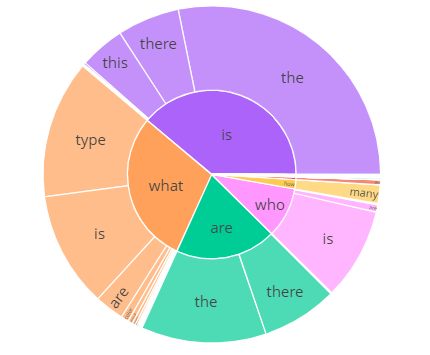 there
this
the
is
type
what
how
many
who
are
is
is
are
the
there